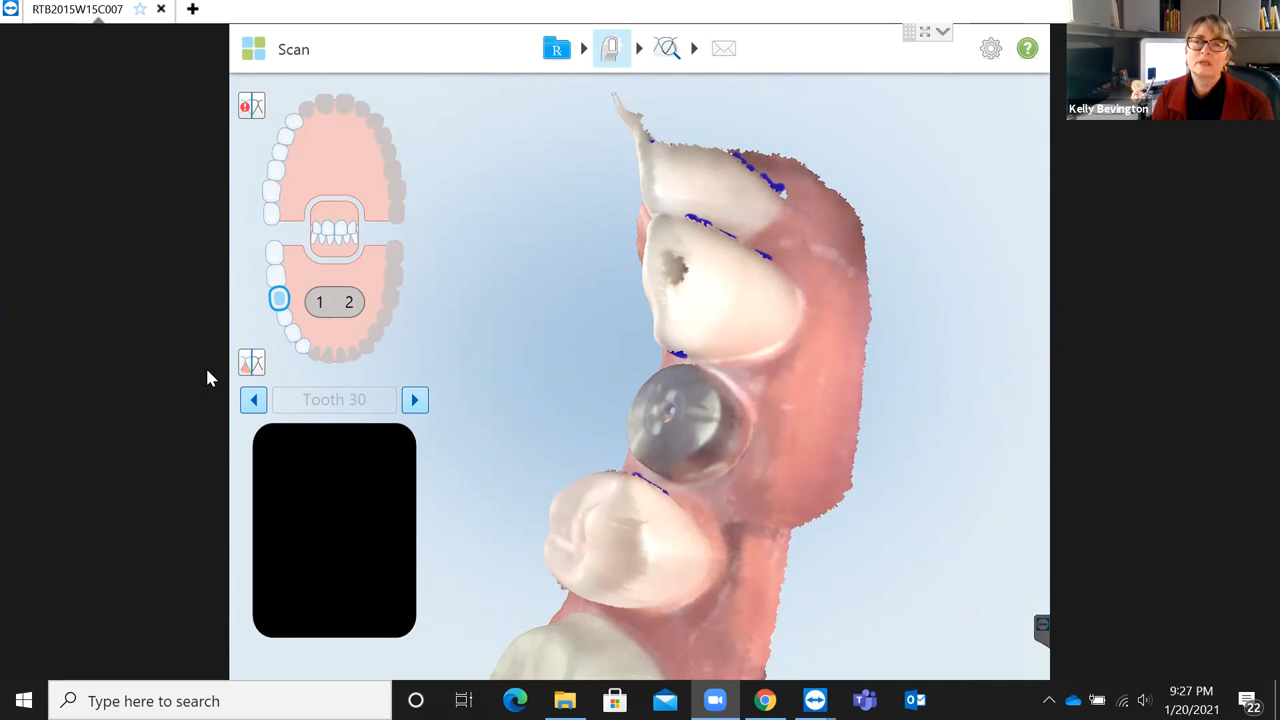 RTB2015W15C007
Scan
R
?
Kelly Bevington
1 2
Tooth 30
Type here to search
9:27 PM
1/20/2021
22